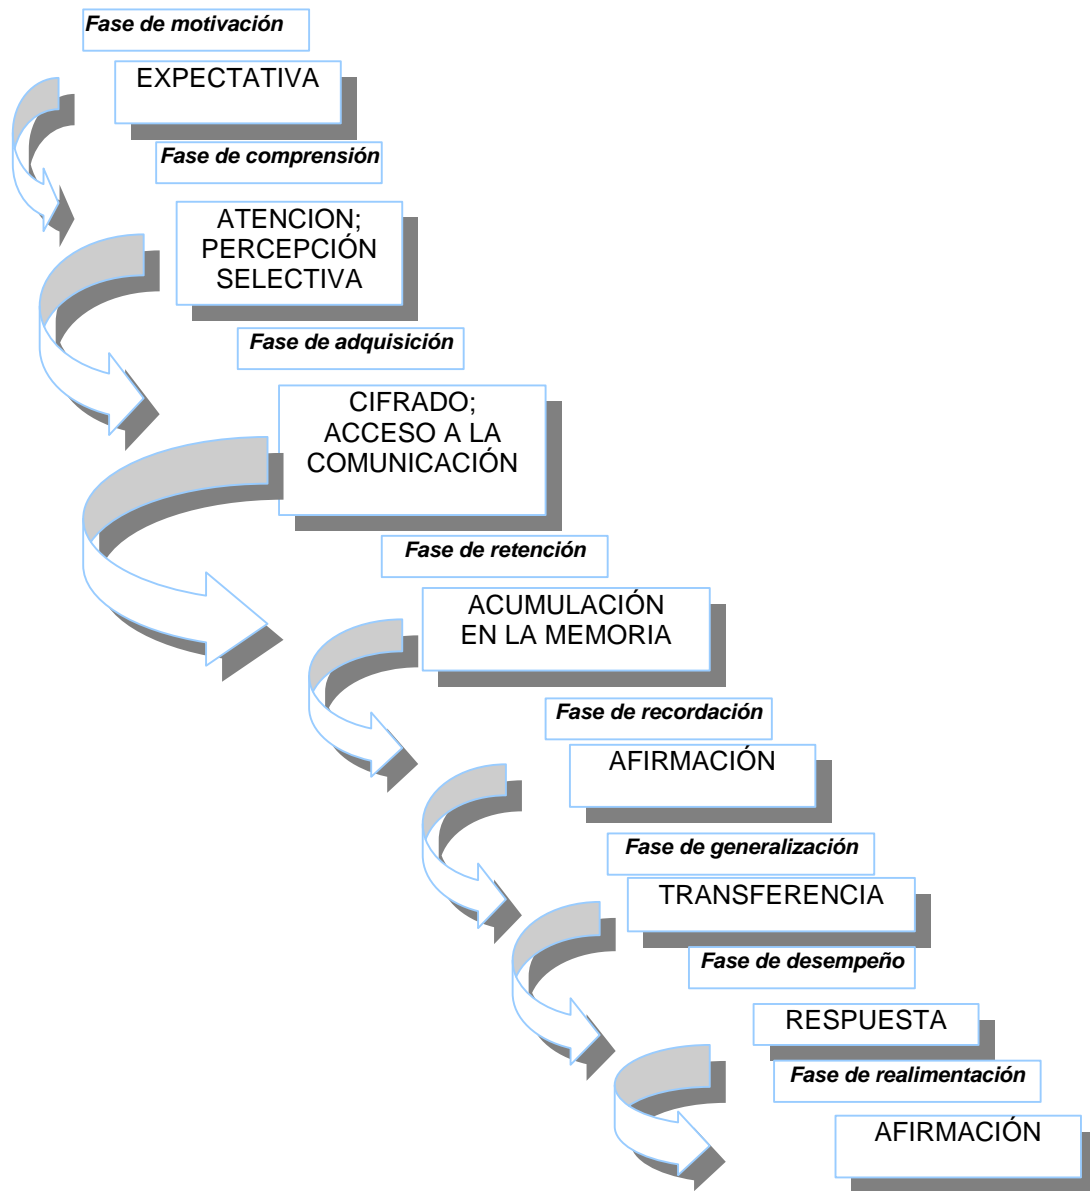 Fase de motivación
EXPECTATIVA
Fase de comprensión
ATENCION;
PERCEPCIÓN
SELECTIVA
Fase de adquisición
CIFRADO;
ACCESO A LA
COMUNICACIÓN
Fase de retención
ACUMULACIÓN
EN LA MEMORIA
Fase de recordación
AFIRMACIÓN
Fase de generalización
TRANSFERENCIA
Fase de desempeño
RESPUESTA
Fase de realimentación
AFIRMACIÓN